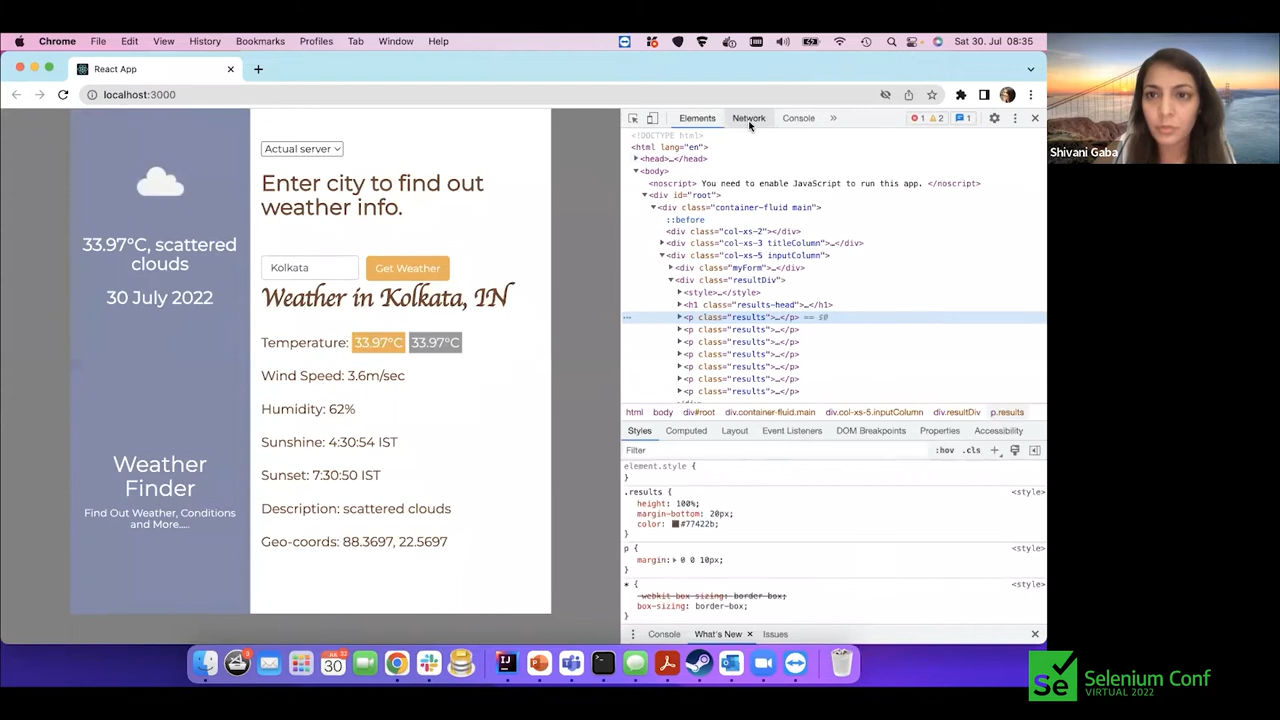 Chrome File Edit View History Bookmarks Profiles Tab Window Help
Sat 30. Jul 08:35
React App
localhost:3000
33.97°C, scattered
clouds
30 July 2022
Weather
Finder
Find Out Weather, Conditions
and More.....
Actual server
Enter city to find out
weather info.
Kolkata Get Weather
Weather in Kolkata, IN
Temperature: 33.97°C 33.97°C
Wind Speed: 3.6m/sec
Humidity: 62%
Sunshine: 4:30:54 IST
Sunset: 7:30:50 IST
Description: scattered clouds
Geo-coords: 88.3697, 22.5697
Elements Network Console » 1 2 1
<!DOCTYPE html>
<html lang="en">
<head>…</head>
<body>
<noscript> You need to enable JavaScript to run this app. </noscript>
<div id="root">
<div class="container-fluid main">
::before
<div class="col-xs-2"></div>
<div class="col-xs-3 titleColumn">…</div>
<div class="col-xs-5 inputColumn">
<div class="myForm">…</div>
<div class="resultDiv">
<style>…</style>
<h1 class="results-head">…</h1>
<p class="results">…</p> == $0
<p class="results">…</p>
<p class="results">…</p>
<p class="results">…</p>
<p class="results">…</p>
<p class="results">…</p>
<p class="results">…</p>
html body div#root div.container-fluid.main div.col-xs-5.inputColumn div.resultDiv p.results
Styles Computed Layout Event Listeners DOM Breakpoints Properties Accessibility
Filter :hov .cls +
element.style {
}
.results { <style>
height: 100%;
margin-bottom: 20px;
color: #77422b;
}
p { <style>
margin: 0 0 10px;
}
* { <style>
-webkit-box-sizing: border-box;
box-sizing: border-box;
}
Console What's New Issues
Shivani Gaba
3
30
Se Selenium Conf
VIRTUAL 2022